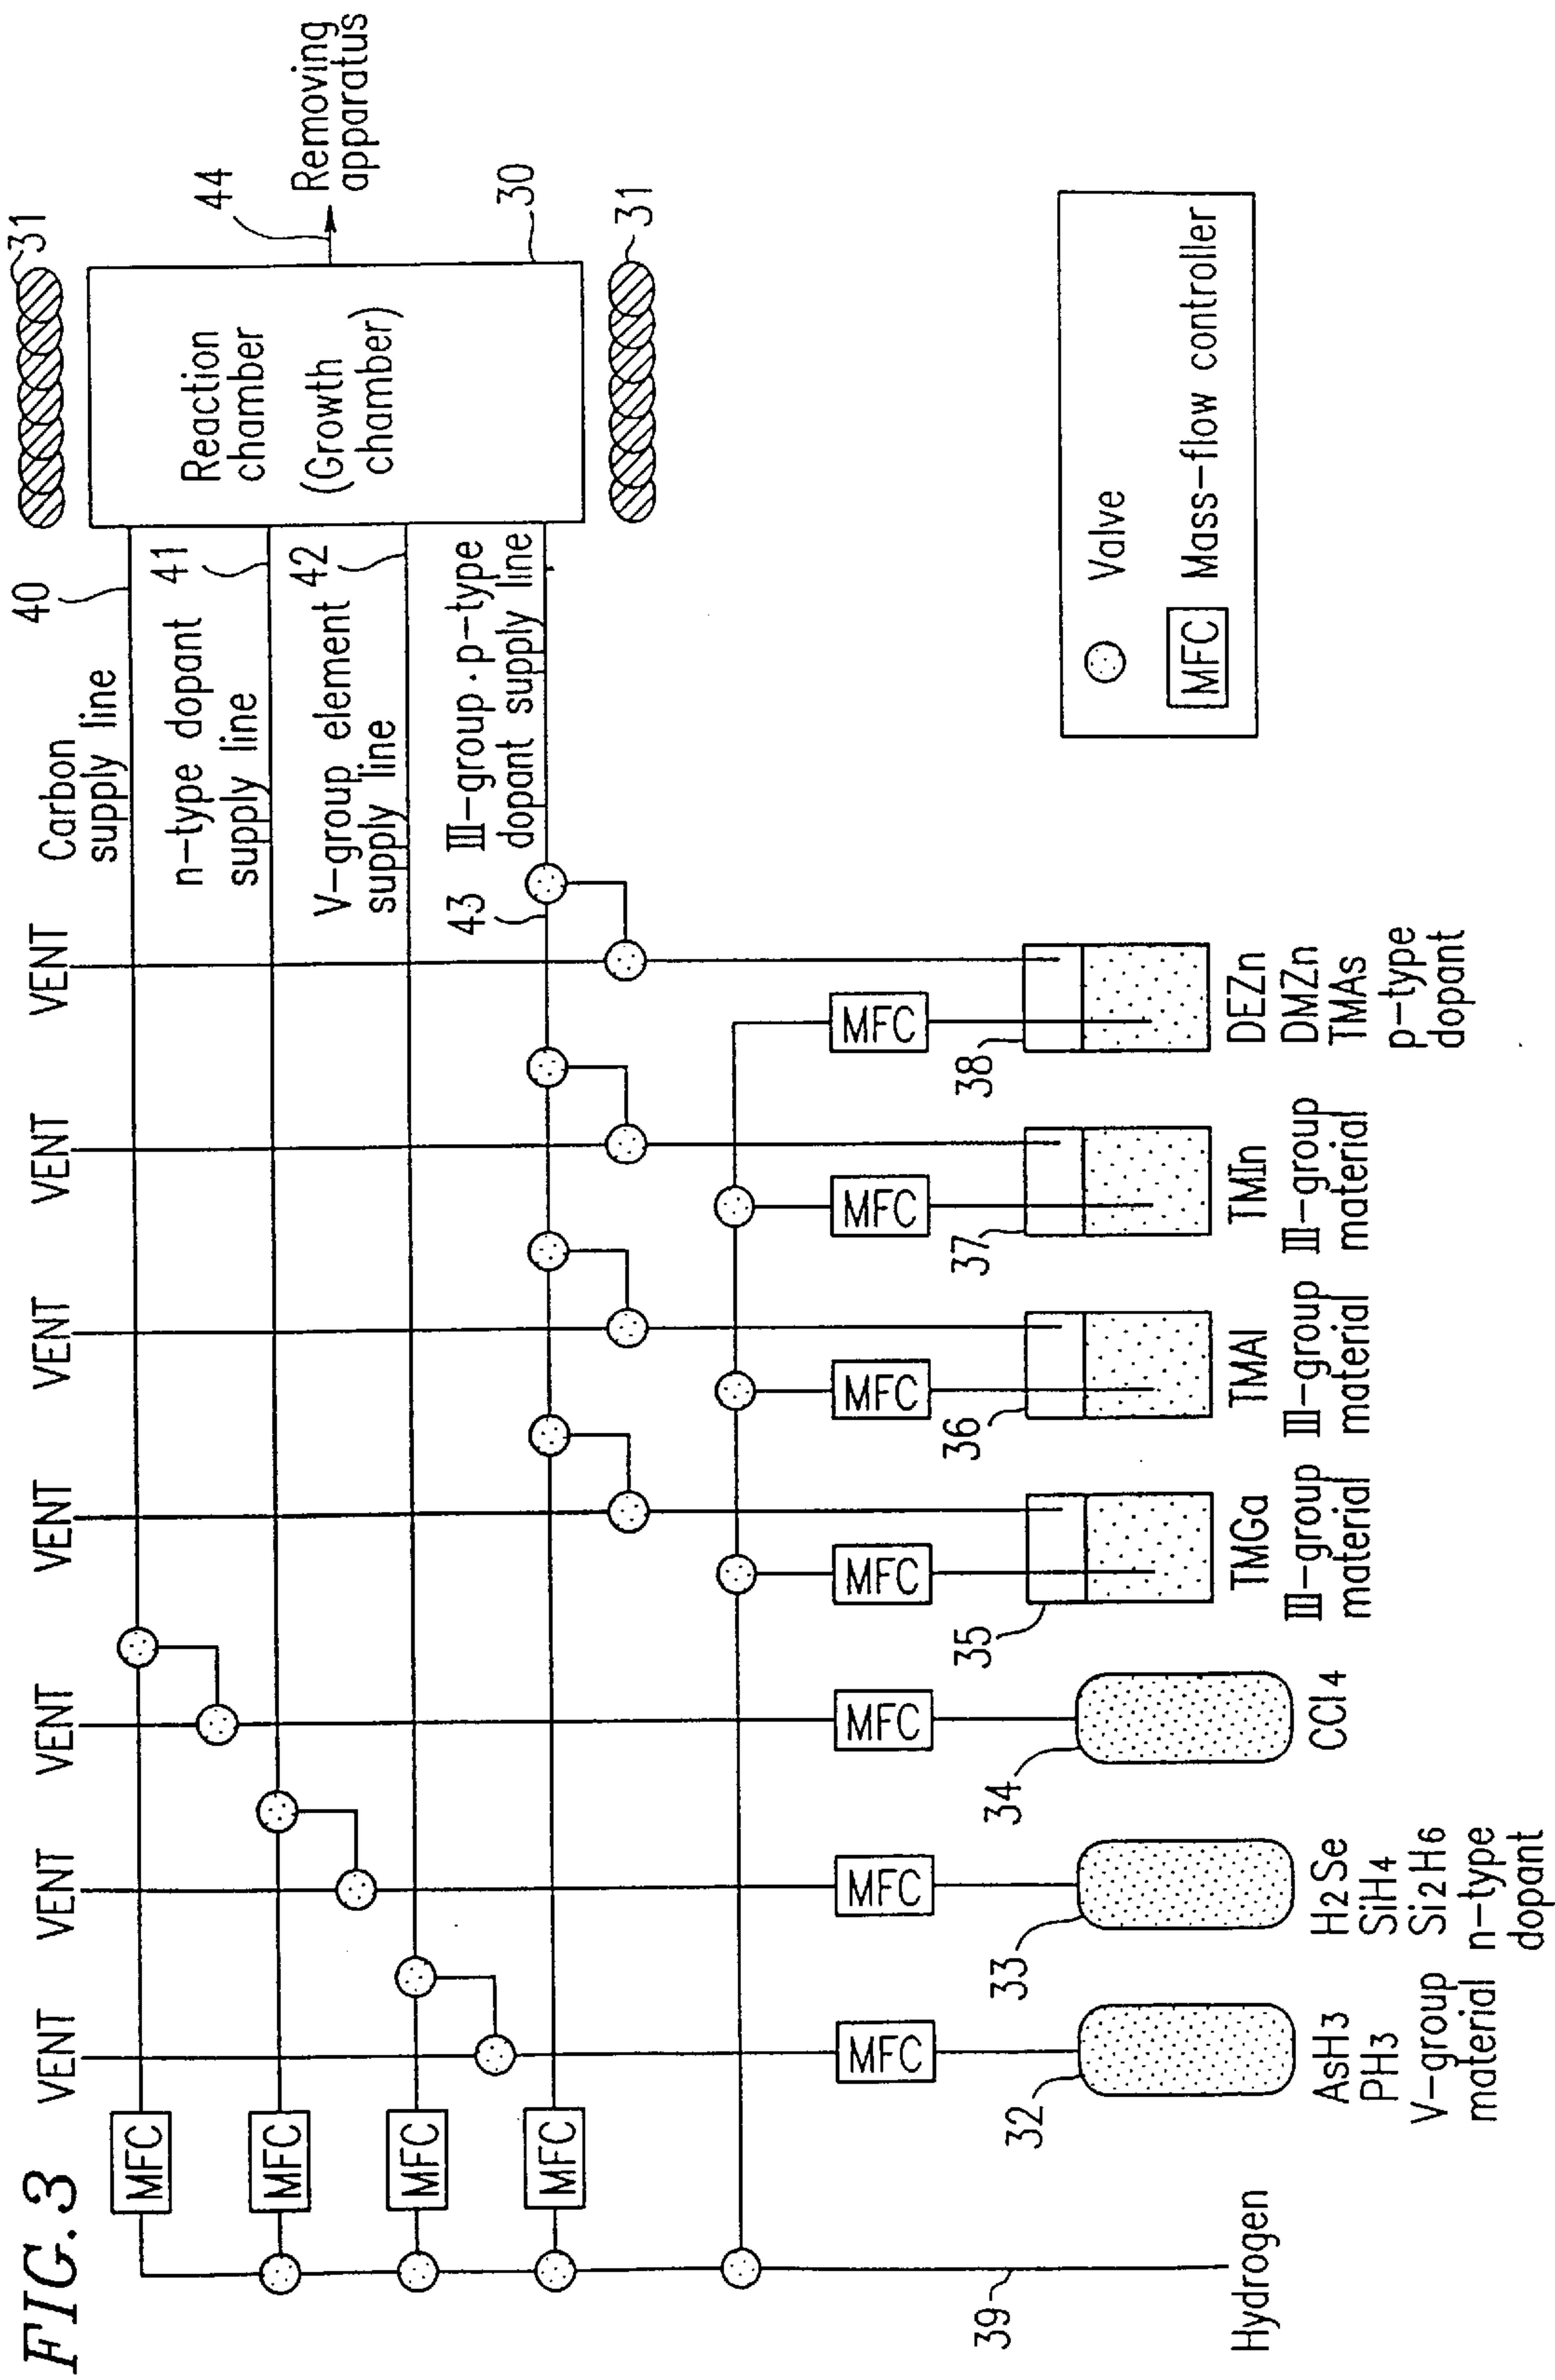 FIG. 3
VENT
VENT
VENT
VENT
VENT
VENT
VENT
40
31
Carbon
supply line
41
n-type dopant
supply line
42
V-group element
supply line
43
III-group·p-type
dopant supply line
Reaction
chamber
(Growth
chamber)
44
Removing
apparatus
30
31
MFC
MFC
MFC
MFC
MFC
MFC
MFC
MFC
MFC
MFC
MFC
39
32
33
34
35
36
37
38
Hydrogen
AsH3
PH3
V-group
material
H2Se
SiH4
Si2H6
n-type
dopant
CCl4
TMGa
III-group
material
TMAl
III-group
material
TMIn
III-group
material
DEZn
DMZn
TMAs
p-type
dopant
Valve
MFC Mass-flow controller